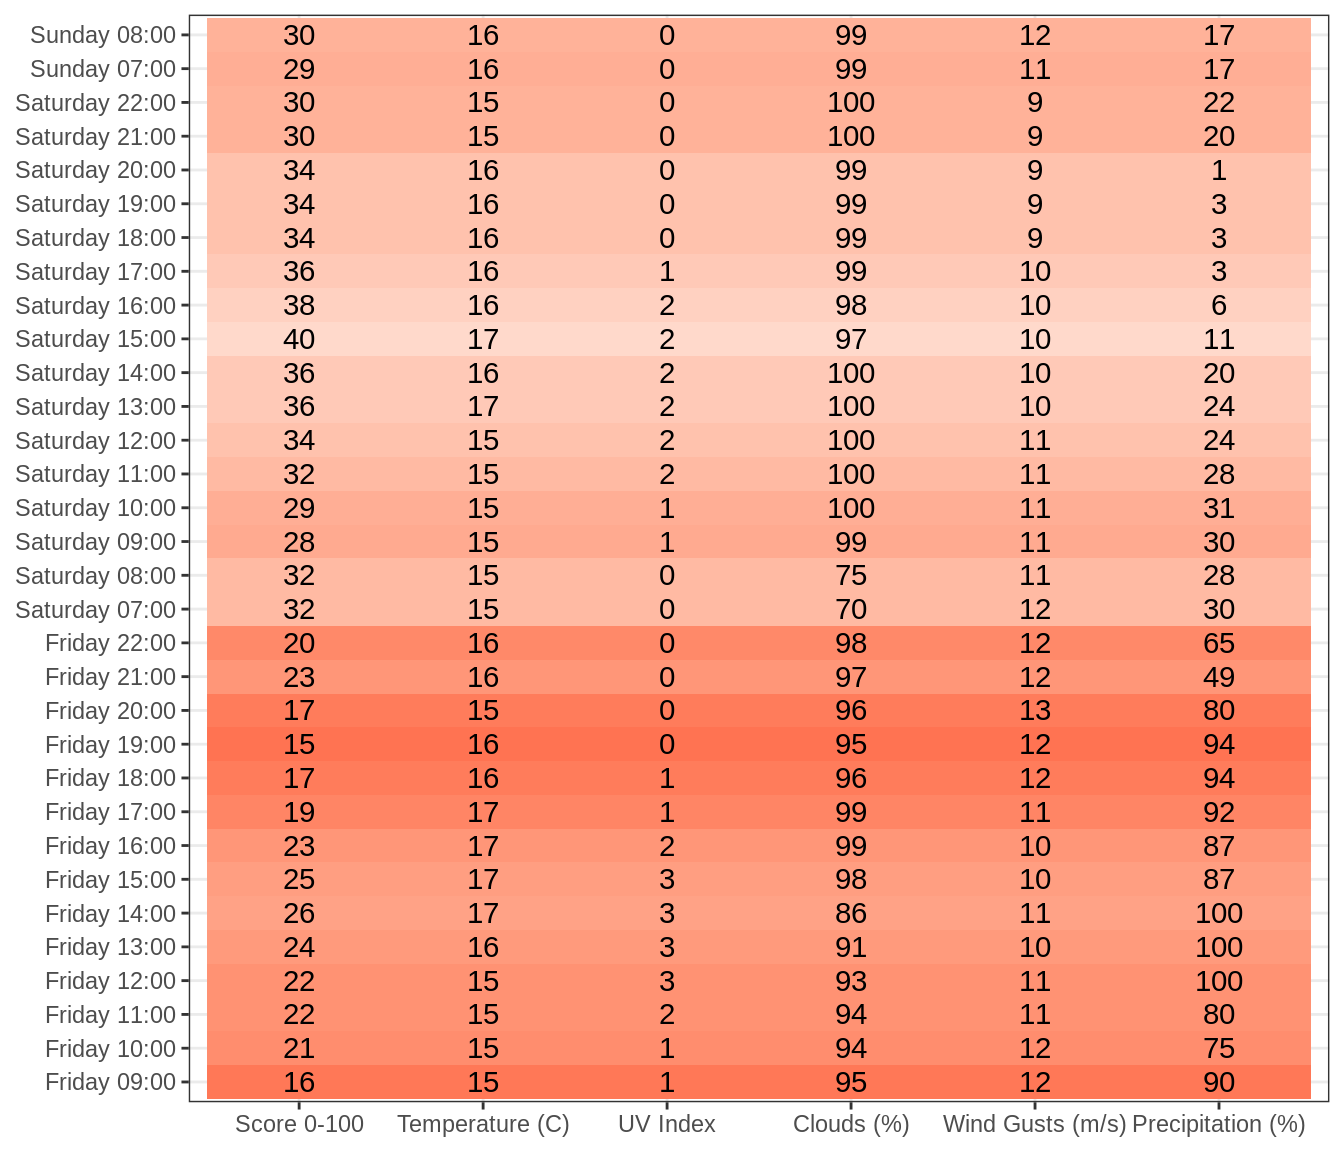 Sunday 08:00 30 16 0 99 12 17
Sunday 07:00 29 16 0 99 11 17
Saturday 22:00 30 15 0 100 9 22
Saturday 21:00 30 15 0 100 9 20
Saturday 20:00 34 16 0 99 9 1
Saturday 19:00 34 16 0 99 9 3
Saturday 18:00 34 16 0 99 9 3
Saturday 17:00 36 16 1 99 10 3
Saturday 16:00 38 16 2 98 10 6
Saturday 15:00 40 17 2 97 10 11
Saturday 14:00 36 16 2 100 10 20
Saturday 13:00 36 17 2 100 10 24
Saturday 12:00 34 15 2 100 11 24
Saturday 11:00 32 15 2 100 11 28
Saturday 10:00 29 15 1 100 11 31
Saturday 09:00 28 15 1 99 11 30
Saturday 08:00 32 15 0 75 11 28
Saturday 07:00 32 15 0 70 12 30
Friday 22:00 20 16 0 98 12 65
Friday 21:00 23 16 0 97 12 49
Friday 20:00 17 15 0 96 13 80
Friday 19:00 15 16 0 95 12 94
Friday 18:00 17 16 1 96 12 94
Friday 17:00 19 17 1 99 11 92
Friday 16:00 23 17 2 99 10 87
Friday 15:00 25 17 3 98 10 87
Friday 14:00 26 17 3 86 11 100
Friday 13:00 24 16 3 91 10 100
Friday 12:00 22 15 3 93 11 100
Friday 11:00 22 15 2 94 11 80
Friday 10:00 21 15 1 94 12 75
Friday 09:00 16 15 1 95 12 90
Score 0-100 Temperature (C) UV Index Clouds (%) Wind Gusts (m/s) Precipitation (%)